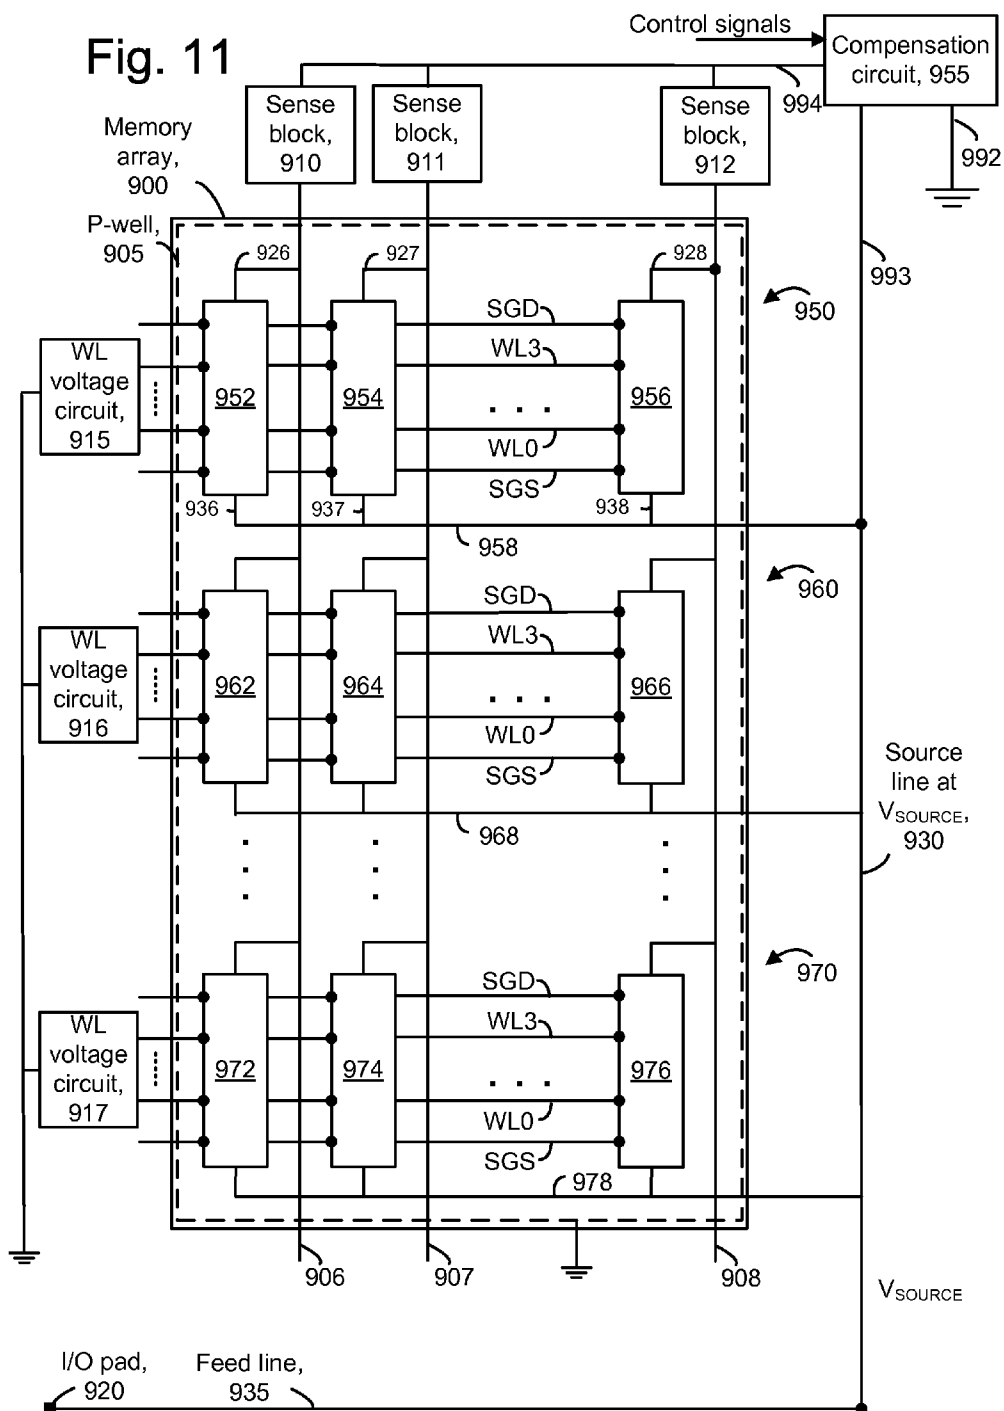 Fig. 11
Control signals
Compensation
circuit, 955
994
992
993
Sense
block,
910
Sense
block,
911
Sense
block,
912
Memory
array,
900
P-well,
905
926
927
928
950
SGD
WL3
. . .
WL0
SGS
WL
voltage
circuit,
915
952
954
956
936
937
938
958
960
SGD
WL3
. . .
WL0
SGS
WL
voltage
circuit,
916
962
964
966
968
Source
line at
VSOURCE,
930
970
SGD
WL3
. . .
WL0
SGS
WL
voltage
circuit,
917
972
974
976
978
906
907
908
VSOURCE
I/O pad,
920
Feed line,
935